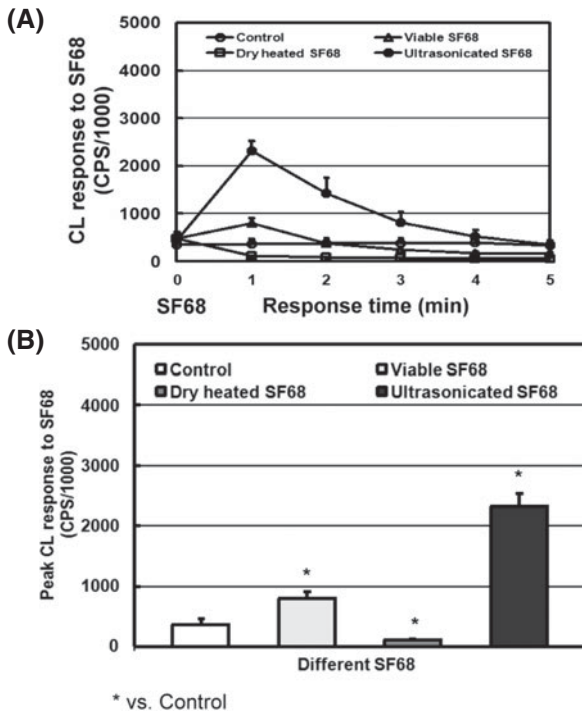 (A)
CL response to SF68
(CPS/1000)
5000
4000
3000
2000
1000
0
Control
Viable SF68
Dry heated SF68
Ultrasonicated SF68
0 1 2 3 4 5
SF68 Response time (min)
(B)
Peak CL response to SF68
(CPS/1000)
5000
4000
3000
2000
1000
0
Control
Viable SF68
Dry heated SF68
Ultrasonicated SF68
*
*
*
Different SF68
* vs. Control